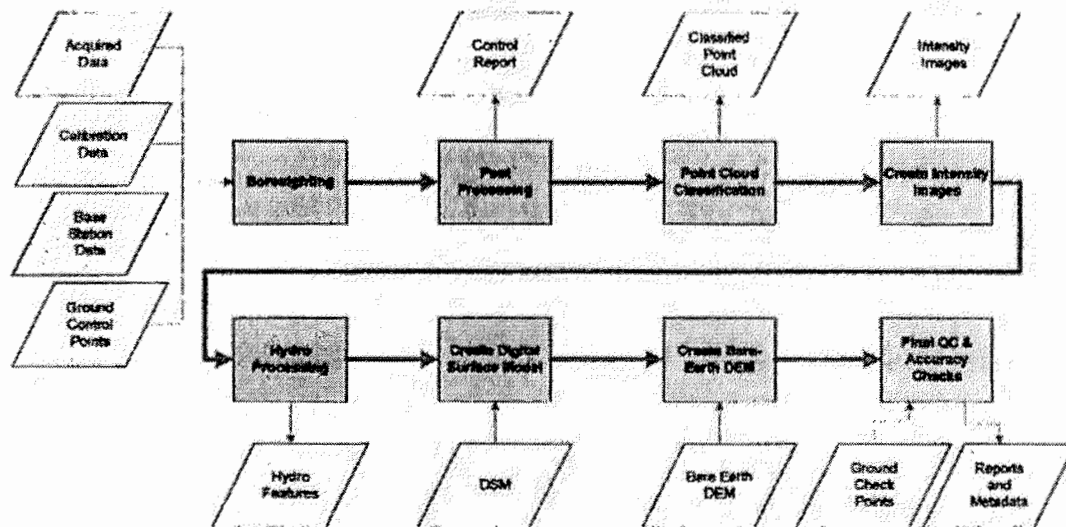 Acquired
Data
Control
Report
Classified
Point
Cloud
Intensity
Images
Calibration
Data
Boresighting
Post
Processing
Point Cloud
Classification
Create Intensity
Images
Base
Station
Data
Ground
Control
Points
Hydro
Processing
Create Digital
Surface Model
Create Bare-
Earth DEM
Final QC &
Accuracy
Checks
Hydro
Features
DSM
Bare Earth
DEM
Ground
Check
Points
Reports
and
Metadata